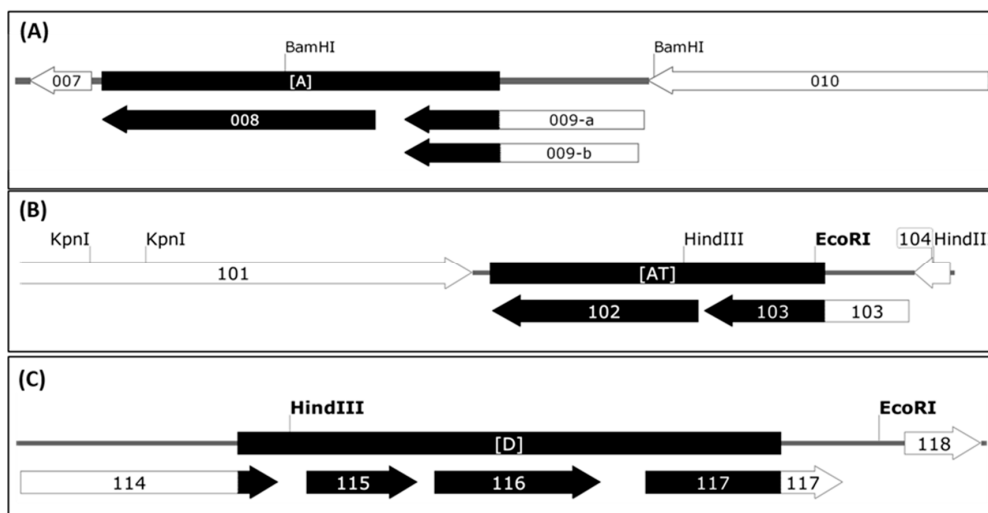 (A)
BamHI BamHI
007 [A] 010
008 009-a
009-b
(B)
KpnI KpnI HindIII EcoRI 104 HindII
101 [AT]
102 103 103
(C)
HindIII EcoRI
[D] 118
114 115 116 117 117